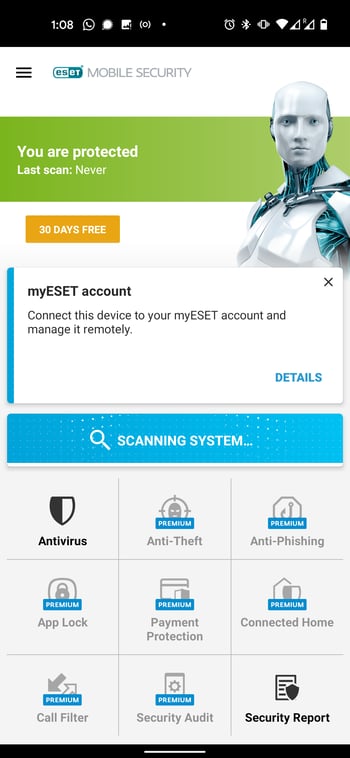 1:08
eset MOBILE SECURITY
You are protected
Last scan: Never
30 DAYS FREE
myESET account
Connect this device to your myESET account and
manage it remotely.
DETAILS
SCANNING SYSTEM...
PREMIUM PREMIUM
Antivirus Anti-Theft Anti-Phishing
PREMIUM PREMIUM PREMIUM
App Lock Payment Connected Home
Protection
PREMIUM PREMIUM
Call Filter Security Audit Security Report